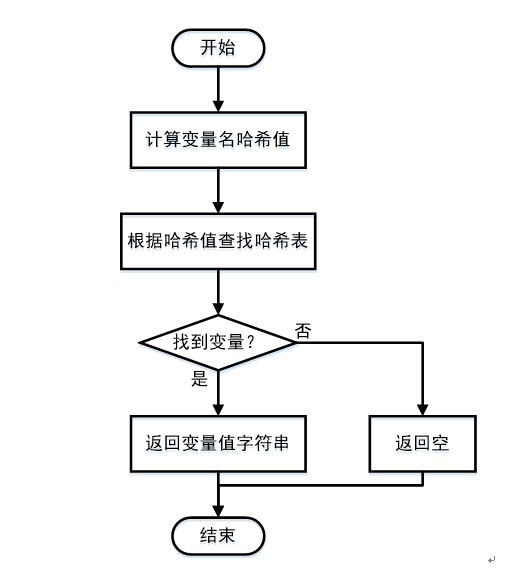 开始
计算变量名哈希值
根据哈希值查找哈希表
找到变量?
否
是
返回变量值字符串
返回空
结束